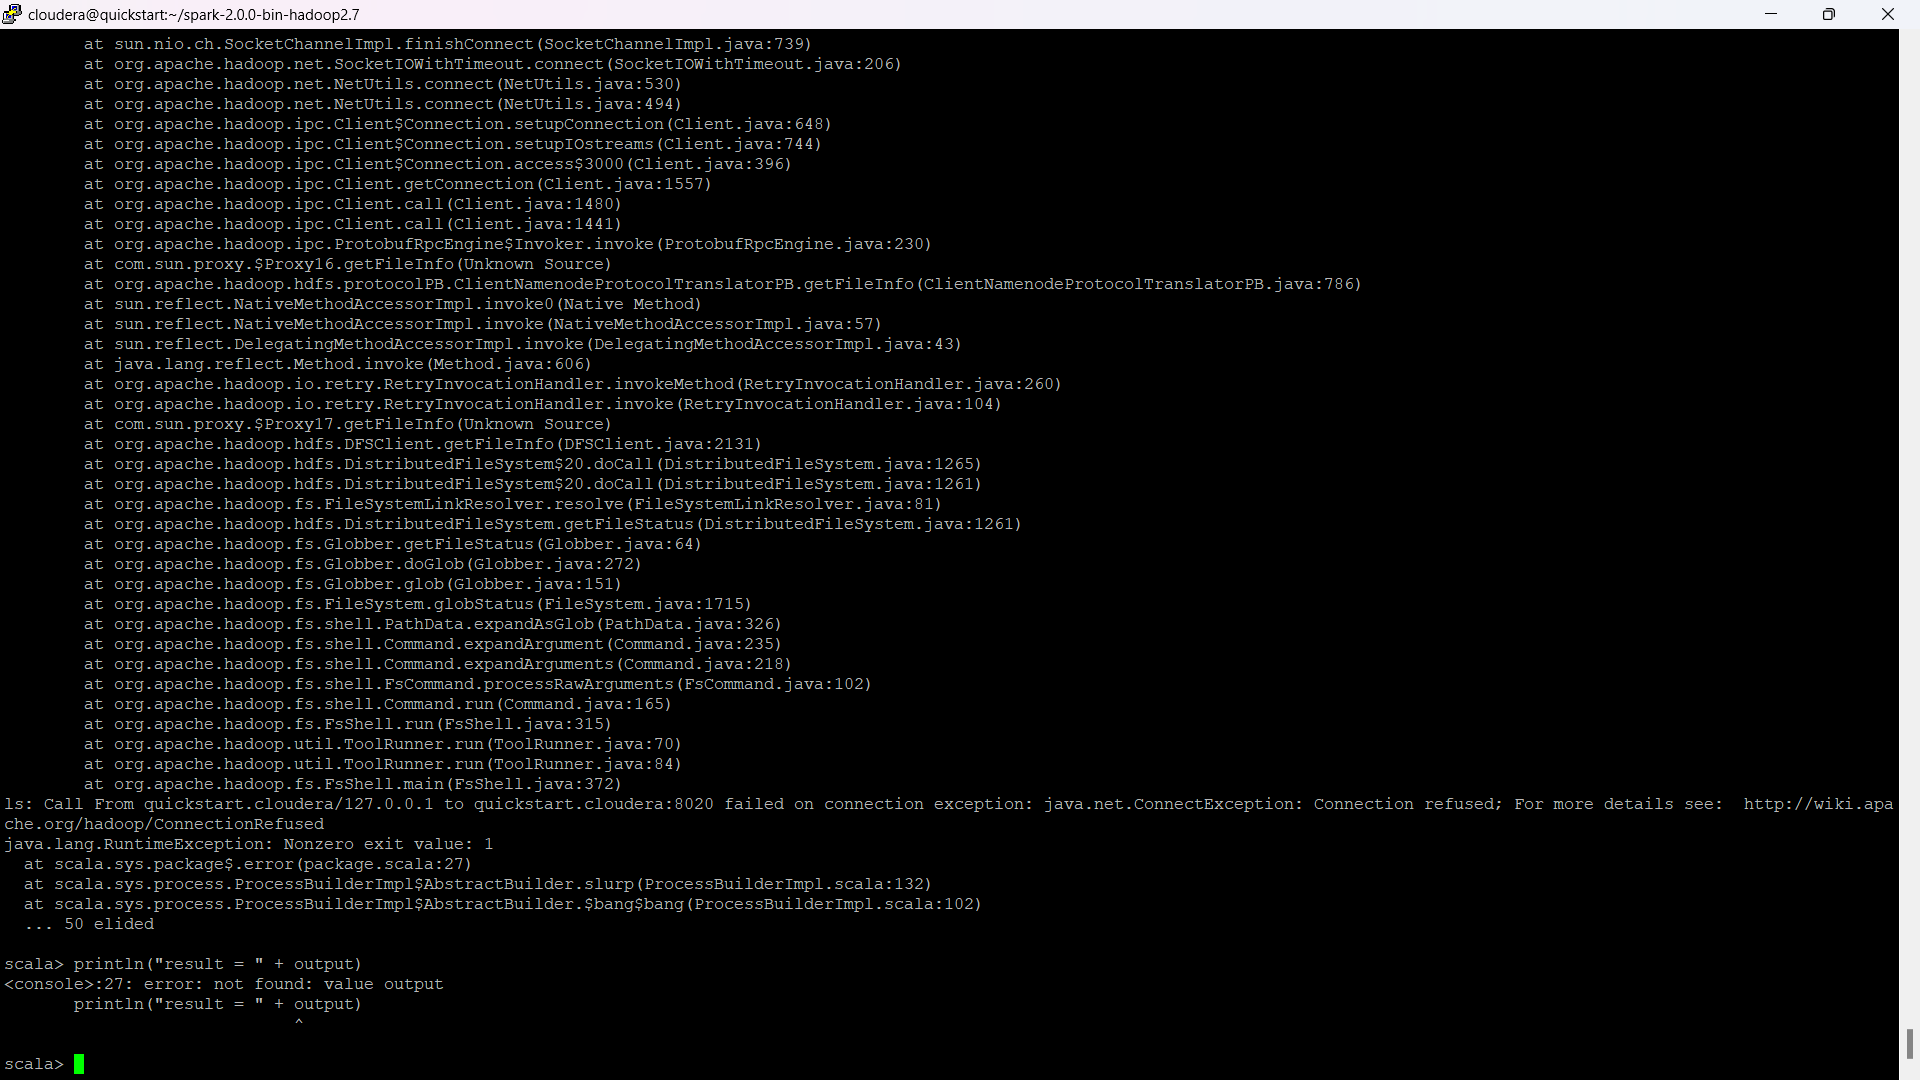 cloudera@quickstart:~/spark-2.0.0-bin-hadoop2.7
at sun.nio.ch.SocketChannelImpl.finishConnect(SocketChannelImpl.java:739)
at org.apache.hadoop.net.SocketIOWithTimeout.connect(SocketIOWithTimeout.java:206)
at org.apache.hadoop.net.NetUtils.connect(NetUtils.java:530)
at org.apache.hadoop.net.NetUtils.connect(NetUtils.java:494)
at org.apache.hadoop.ipc.Client$Connection.setupConnection(Client.java:648)
at org.apache.hadoop.ipc.Client$Connection.setupIOstreams(Client.java:744)
at org.apache.hadoop.ipc.Client$Connection.access$3000(Client.java:396)
at org.apache.hadoop.ipc.Client.getConnection(Client.java:1557)
at org.apache.hadoop.ipc.Client.call(Client.java:1480)
at org.apache.hadoop.ipc.Client.call(Client.java:1441)
at org.apache.hadoop.ipc.ProtobufRpcEngine$Invoker.invoke(ProtobufRpcEngine.java:230)
at com.sun.proxy.$Proxy16.getFileInfo(Unknown Source)
at org.apache.hadoop.hdfs.protocolPB.ClientNamenodeProtocolTranslatorPB.getFileInfo(ClientNamenodeProtocolTranslatorPB.java:786)
at sun.reflect.NativeMethodAccessorImpl.invoke0(Native Method)
at sun.reflect.NativeMethodAccessorImpl.invoke(NativeMethodAccessorImpl.java:57)
at sun.reflect.DelegatingMethodAccessorImpl.invoke(DelegatingMethodAccessorImpl.java:43)
at java.lang.reflect.Method.invoke(Method.java:606)
at org.apache.hadoop.io.retry.RetryInvocationHandler.invokeMethod(RetryInvocationHandler.java:260)
at org.apache.hadoop.io.retry.RetryInvocationHandler.invoke(RetryInvocationHandler.java:104)
at com.sun.proxy.$Proxy17.getFileInfo(Unknown Source)
at org.apache.hadoop.hdfs.DFSClient.getFileInfo(DFSClient.java:2131)
at org.apache.hadoop.hdfs.DistributedFileSystem$20.doCall(DistributedFileSystem.java:1265)
at org.apache.hadoop.hdfs.DistributedFileSystem$20.doCall(DistributedFileSystem.java:1261)
at org.apache.hadoop.fs.FileSystemLinkResolver.resolve(FileSystemLinkResolver.java:81)
at org.apache.hadoop.hdfs.DistributedFileSystem.getFileStatus(DistributedFileSystem.java:1261)
at org.apache.hadoop.fs.Globber.getFileStatus(Globber.java:64)
at org.apache.hadoop.fs.Globber.doGlob(Globber.java:272)
at org.apache.hadoop.fs.Globber.glob(Globber.java:151)
at org.apache.hadoop.fs.FileSystem.globStatus(FileSystem.java:1715)
at org.apache.hadoop.fs.shell.PathData.expandAsGlob(PathData.java:326)
at org.apache.hadoop.fs.shell.Command.expandArgument(Command.java:235)
at org.apache.hadoop.fs.shell.Command.expandArguments(Command.java:218)
at org.apache.hadoop.fs.shell.FsCommand.processRawArguments(FsCommand.java:102)
at org.apache.hadoop.fs.shell.Command.run(Command.java:165)
at org.apache.hadoop.fs.FsShell.run(FsShell.java:315)
at org.apache.hadoop.util.ToolRunner.run(ToolRunner.java:70)
at org.apache.hadoop.util.ToolRunner.run(ToolRunner.java:84)
at org.apache.hadoop.fs.FsShell.main(FsShell.java:372)
ls: Call From quickstart.cloudera/127.0.0.1 to quickstart.cloudera:8020 failed on connection exception: java.net.ConnectException: Connection refused; For more details see:  http://wiki.apa
che.org/hadoop/ConnectionRefused
java.lang.RuntimeException: Nonzero exit value: 1
at scala.sys.package$.error(package.scala:27)
at scala.sys.process.ProcessBuilderImpl$AbstractBuilder.slurp(ProcessBuilderImpl.scala:132)
at scala.sys.process.ProcessBuilderImpl$AbstractBuilder.$bang$bang(ProcessBuilderImpl.scala:102)
... 50 elided
scala> println("result = " + output)
<console>:27: error: not found: value output
println("result = " + output)
^
scala>